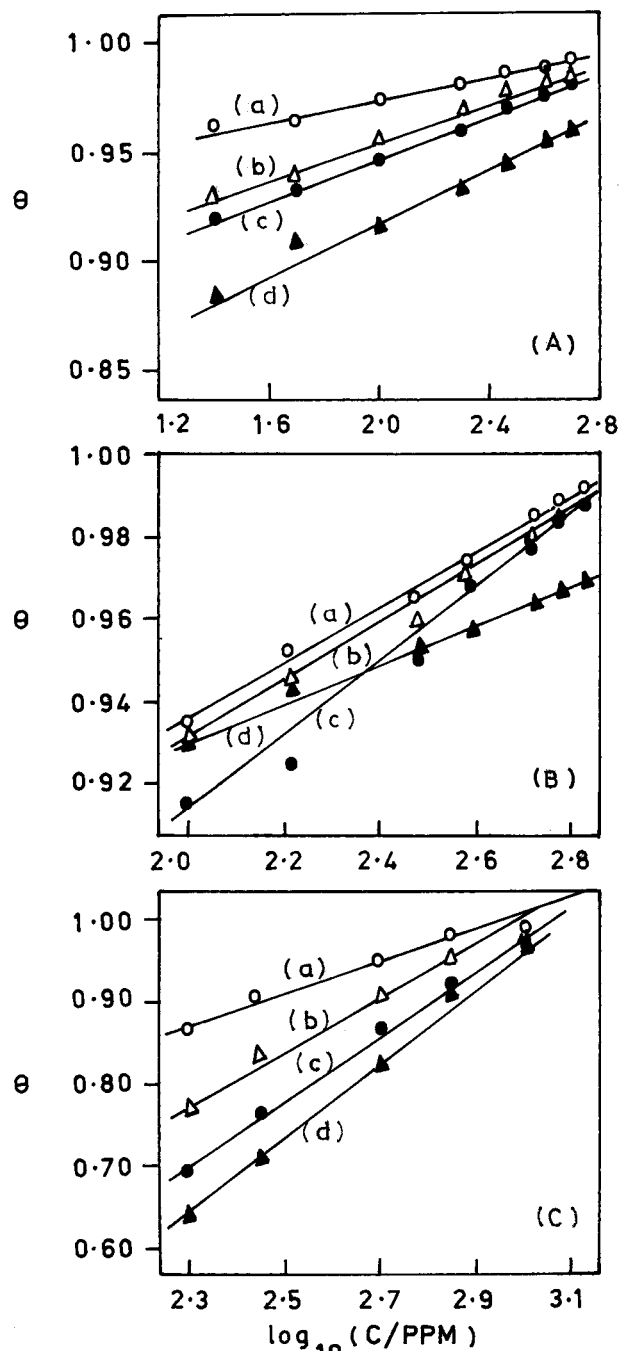 1·00
0·95
θ
0·90
0·85
(a)
(b)
(c)
(d)
(A)
1·2 1·6 2·0 2·4 2·8
1·00
0·98
θ
0·96
0·94
0·92
(a)
(b)
(d) (c)
(B)
2·0 2·2 2·4 2·6 2·8
1·00
0·90
θ
0·80
0·70
0·60
(a)
(b)
(c)
(d)
(C)
2·3 2·5 2·7 2·9 3·1
log₁₀ (C/PPM)